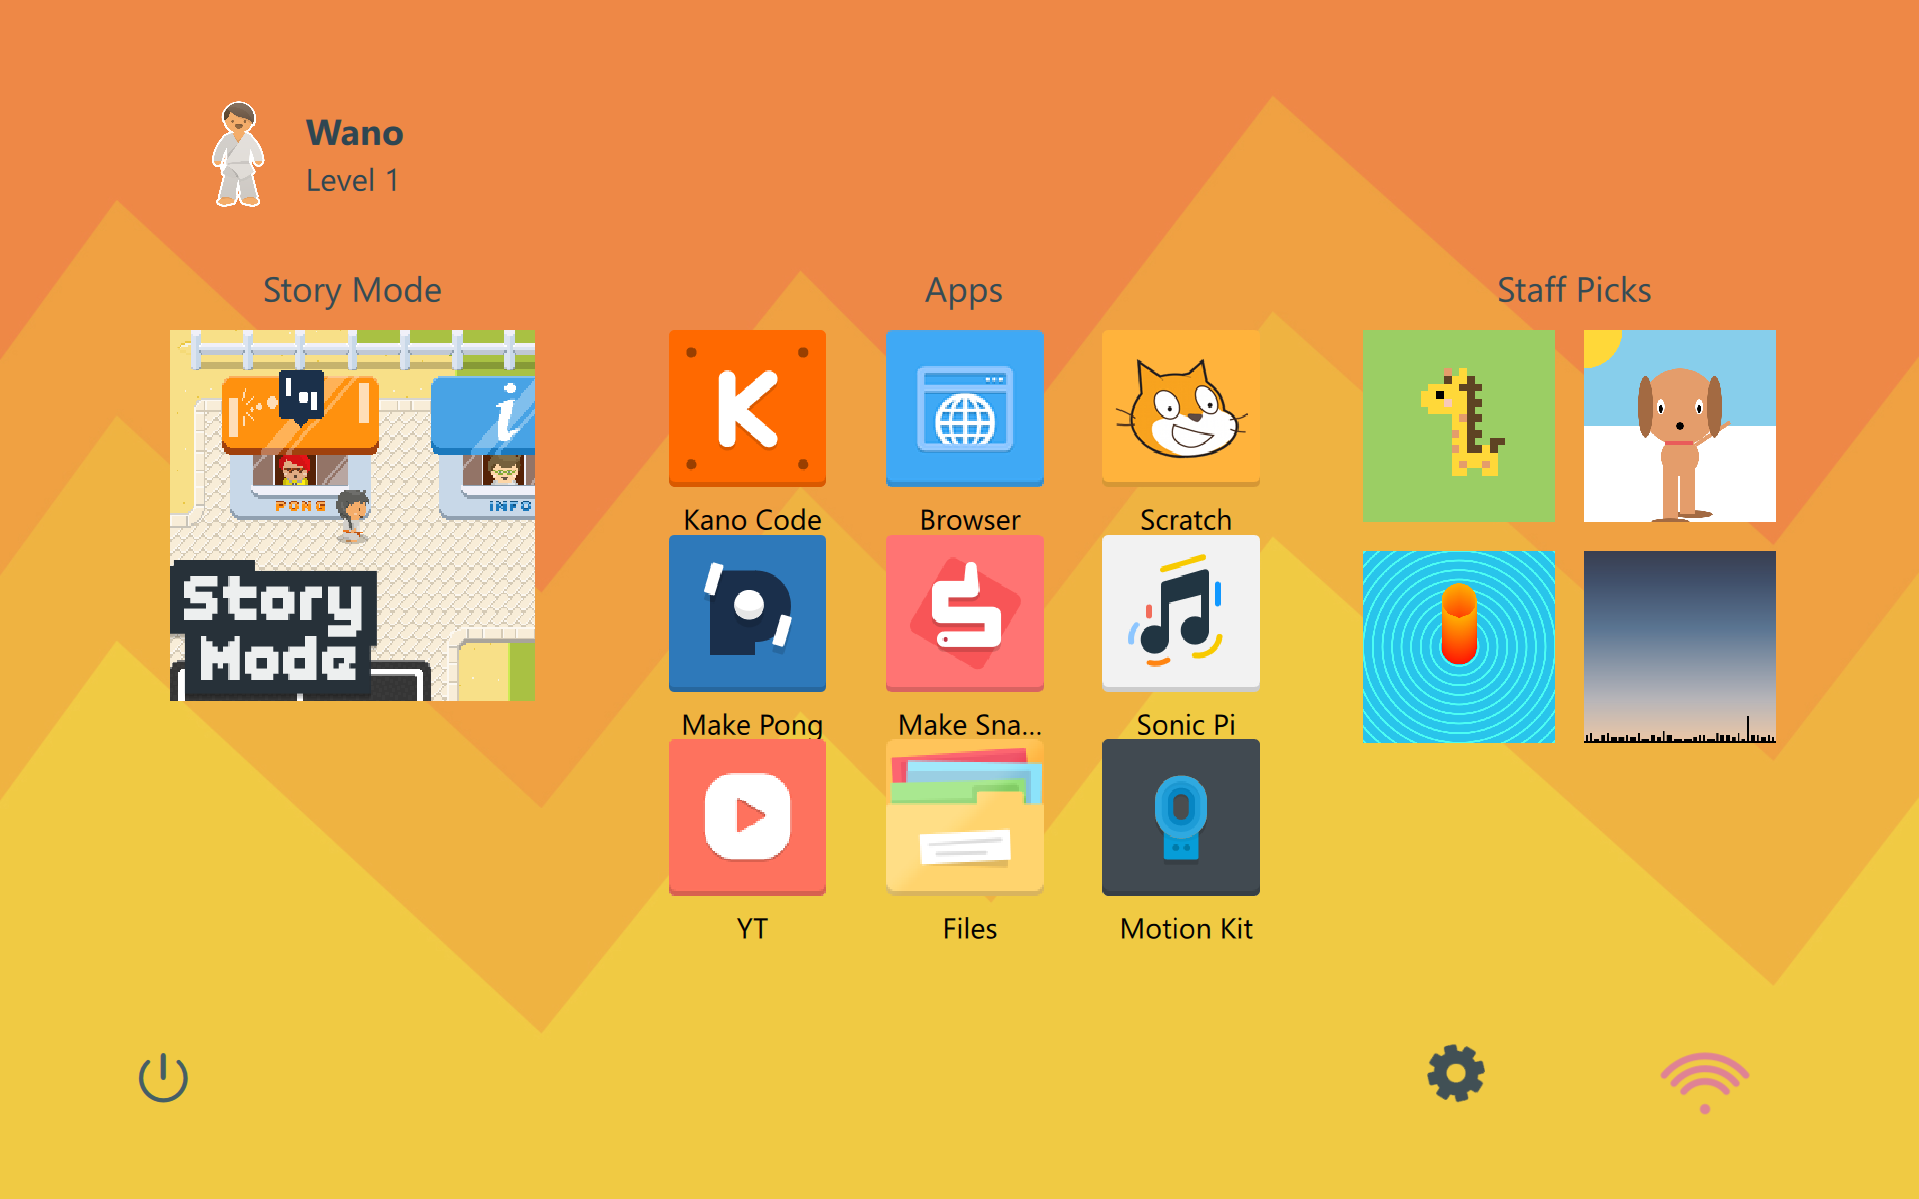 Wano
Level 1
Story Mode
Apps
Staff Picks
PONG
i
INFO
Story
Mode
K
Kano Code
Browser
Scratch
Make Pong
Make Sna...
Sonic Pi
YT
Files
Motion Kit